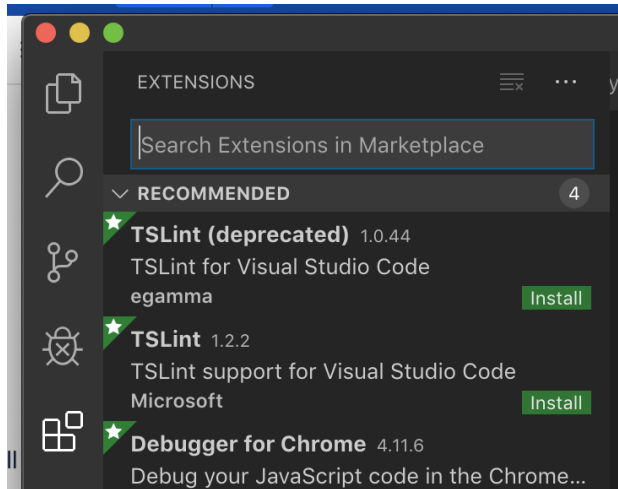 EXTENSIONS
Search Extensions in Marketplace
RECOMMENDED 4
TSLint (deprecated) 1.0.44
TSLint for Visual Studio Code
egamma Install
TSLint 1.2.2
TSLint support for Visual Studio Code
Microsoft Install
Debugger for Chrome 4.11.6
Debug your JavaScript code in the Chrome...